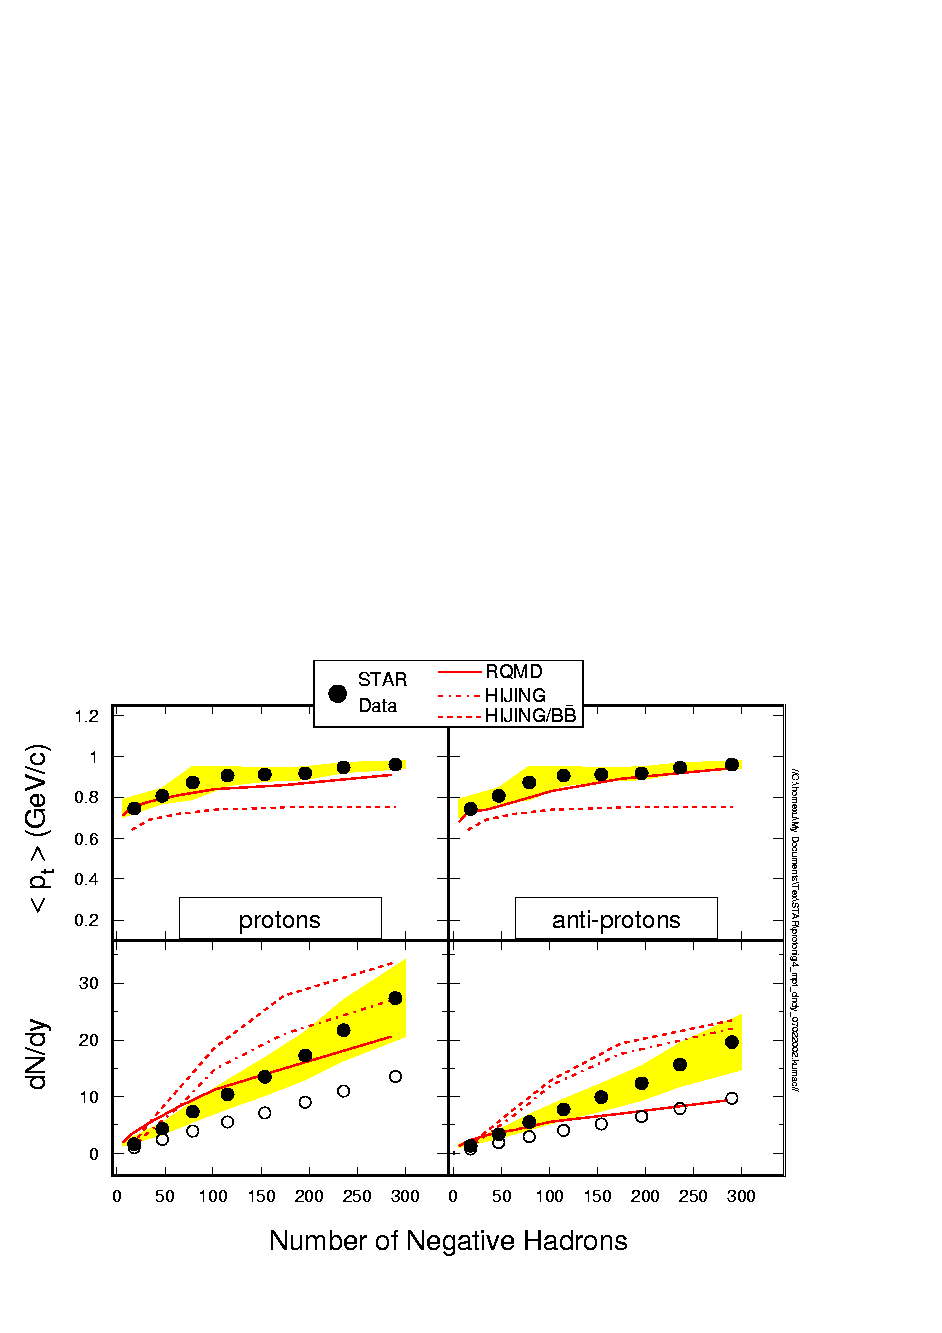 STAR
Data
RQMD
HIJING
HIJING/BB̄
1.2
1
0.8
0.6
0.4
0.2
< pt > (GeV/c)
protons
anti-protons
30
20
10
0
dN/dy
0 50 100 150 200 250 300
0 50 100 150 200 250 300
Number of Negative Hadrons